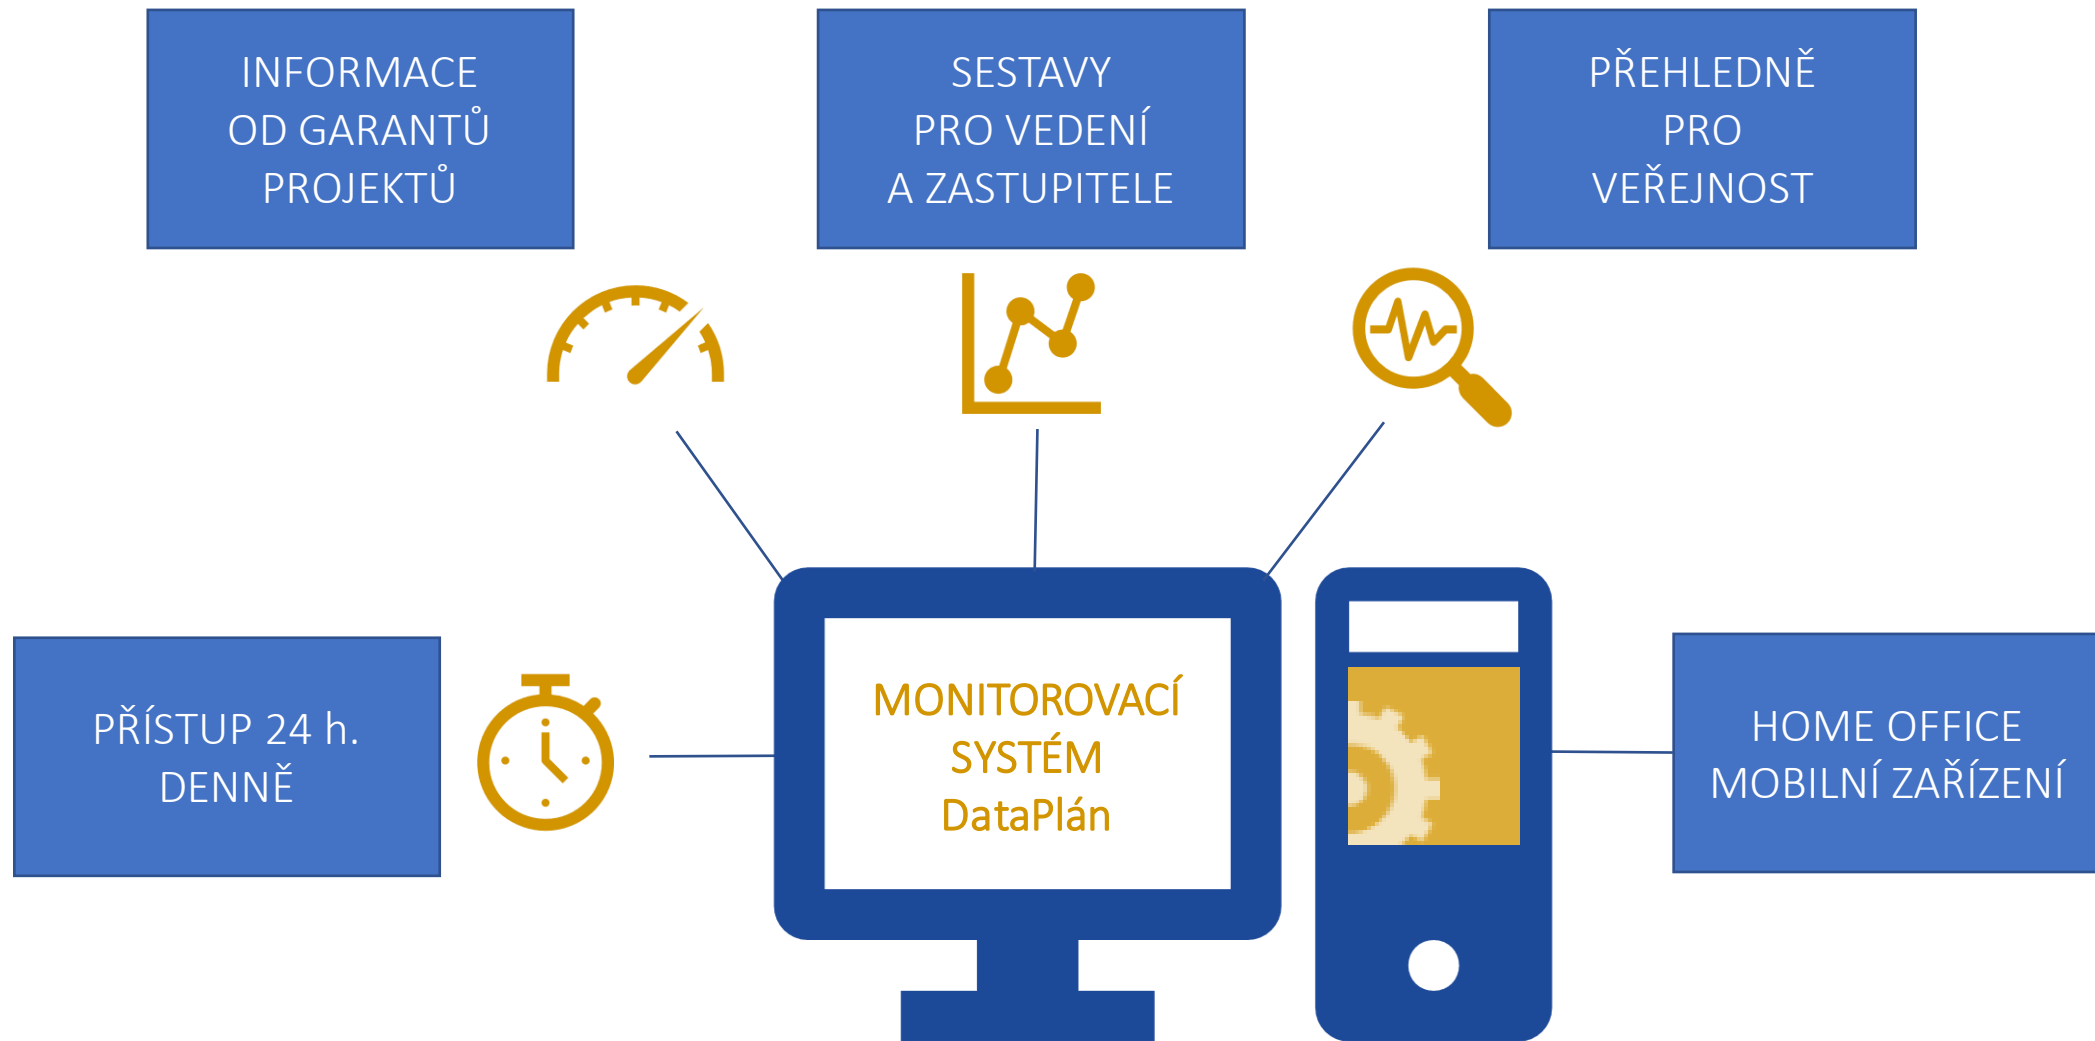 INFORMACE
OD GARANTŮ
PROJEKTŮ
SESTAVY
PRO VEDENÍ
A ZASTUPITELE
PŘEHLEDNĚ
PRO
VEŘEJNOST
PŘÍSTUP 24 h.
DENNĚ
MONITOROVACÍ
SYSTÉM
DataPlán
HOME OFFICE
MOBILNÍ ZAŘÍZENÍ